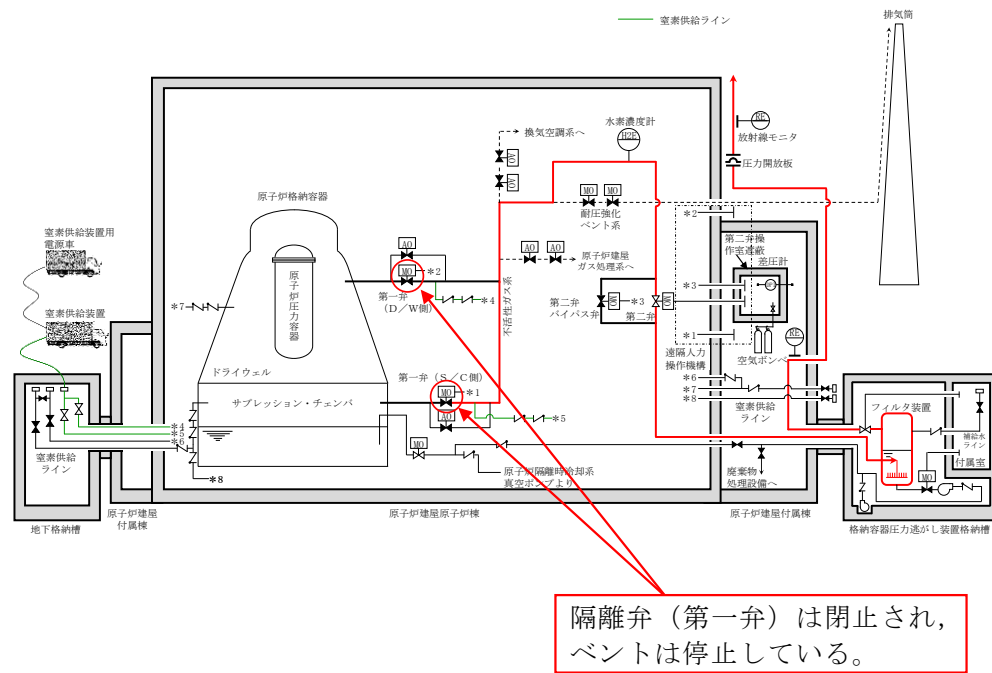 窒素供給ライン
排気筒
換気空調系へ
水素濃度計
H2E
RE
放射線モニタ
圧力開放板
AO
AO
原子炉格納容器
MO
MO
耐圧強化
ベント系
*2
第二弁操
作室遮蔽
差圧計
窒素供給装置用
電源車
AO
MO
*2
AO
AO
原子炉建屋
ガス処理系へ
*3
原子炉圧力容器
不活性ガス系
*7
第一弁
(D/W側)
*4
第二弁
バイパス弁
MO
*3
第二弁
MO
窒素供給装置
*1
遠隔人力
操作機構
空気ボンベ
RE
ドライウェル
第一弁(S/C側)
MO
*1
AO
*5
*6
*7
*8
窒素供給
ライン
サプレッション・チェンバ
フィルタ装置
補給水
ライン
付属室
*4
*5
*6
窒素供給
ライン
*8
MO
原子炉隔離時冷却系
真空ポンプより
廃棄物
処理設備へ
MO
地下格納槽
原子炉建屋
付属棟
原子炉建屋原子炉棟
原子炉建屋付属棟
格納容器圧力逃がし装置格納槽
隔離弁(第一弁)は閉止され,
ベントは停止している。